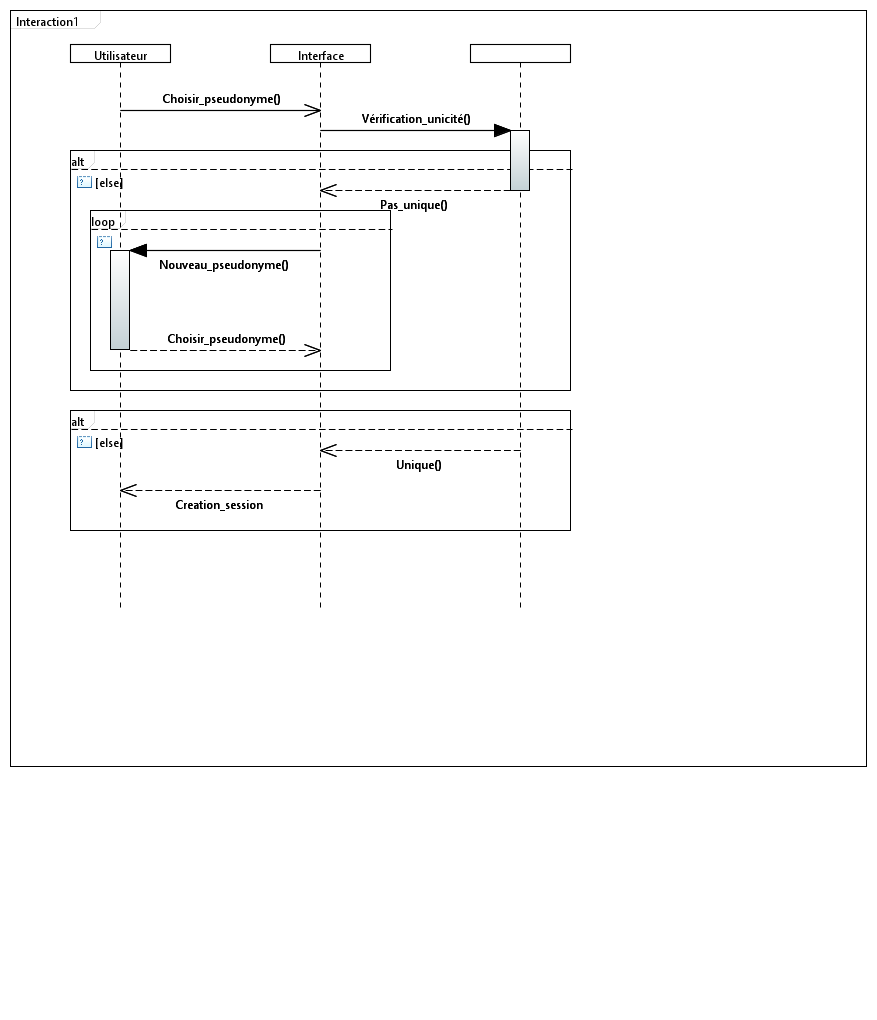 Interaction1
Utilisateur
Interface
Choisir_pseudonyme()
Vérification_unicité()
alt
[else]
Pas_unique()
loop
Nouveau_pseudonyme()
Choisir_pseudonyme()
alt
[else]
Unique()
Creation_session